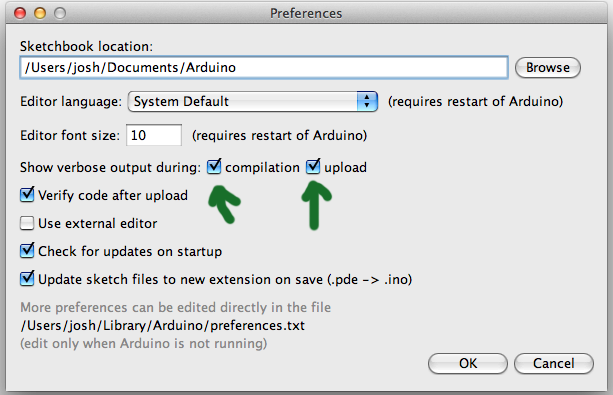 Preferences
Sketchbook location:
/Users/josh/Documents/Arduino
Browse
Editor language: System Default (requires restart of Arduino)
Editor font size: 10 (requires restart of Arduino)
Show verbose output during: compilation upload
Verify code after upload
Use external editor
Check for updates on startup
Update sketch files to new extension on save (.pde -> .ino)
More preferences can be edited directly in the file
/Users/josh/Library/Arduino/preferences.txt
(edit only when Arduino is not running)
OK Cancel